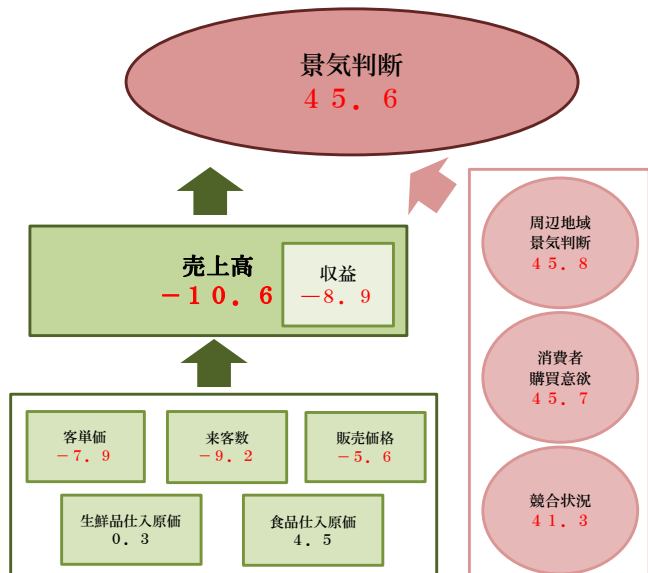 景気判断
４５．６
売上高
－１０．６
収益
―８．９
周辺地域
景気判断
４５．８
消費者
購買意欲
４５．７
競合状況
４１．３
客単価
－７．９
来客数
－９．２
販売価格
－５．６
生鮮品仕入原価
０．３
食品仕入原価
４．５